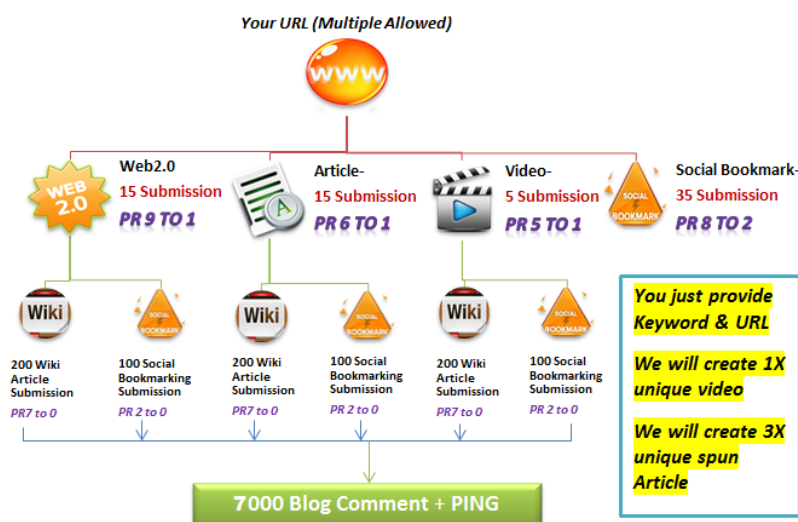 Your URL (Multiple Allowed)
www
WEB
2.0
Web2.0
15 Submission
PR 9 TO 1
A
Article-
15 Submission
PR 6 TO 1
Video-
5 Submission
PR 5 TO 1
SOCIAL
BOOKMARK
Social Bookmark-
35 Submission
PR 8 TO 2
Wiki
SOCIAL
BOOKMARK
Wiki
SOCIAL
BOOKMARK
Wiki
SOCIAL
BOOKMARK
200 Wiki
Article
Submission
PR7 to 0
100 Social
Bookmarking
Submission
PR 2 to 0
200 Wiki
Article
Submission
PR7to 0
100 Social
Bookmarking
Submission
PR 2 to 0
200 Wiki
Article
Submission
PR7to 0
100 Social
Bookmarking
Submission
PR 2 to 0
You just provide
Keyword & URL
We will create 1X
unique video
We will create 3X
unique spun
Article
7000 Blog Comment + PING